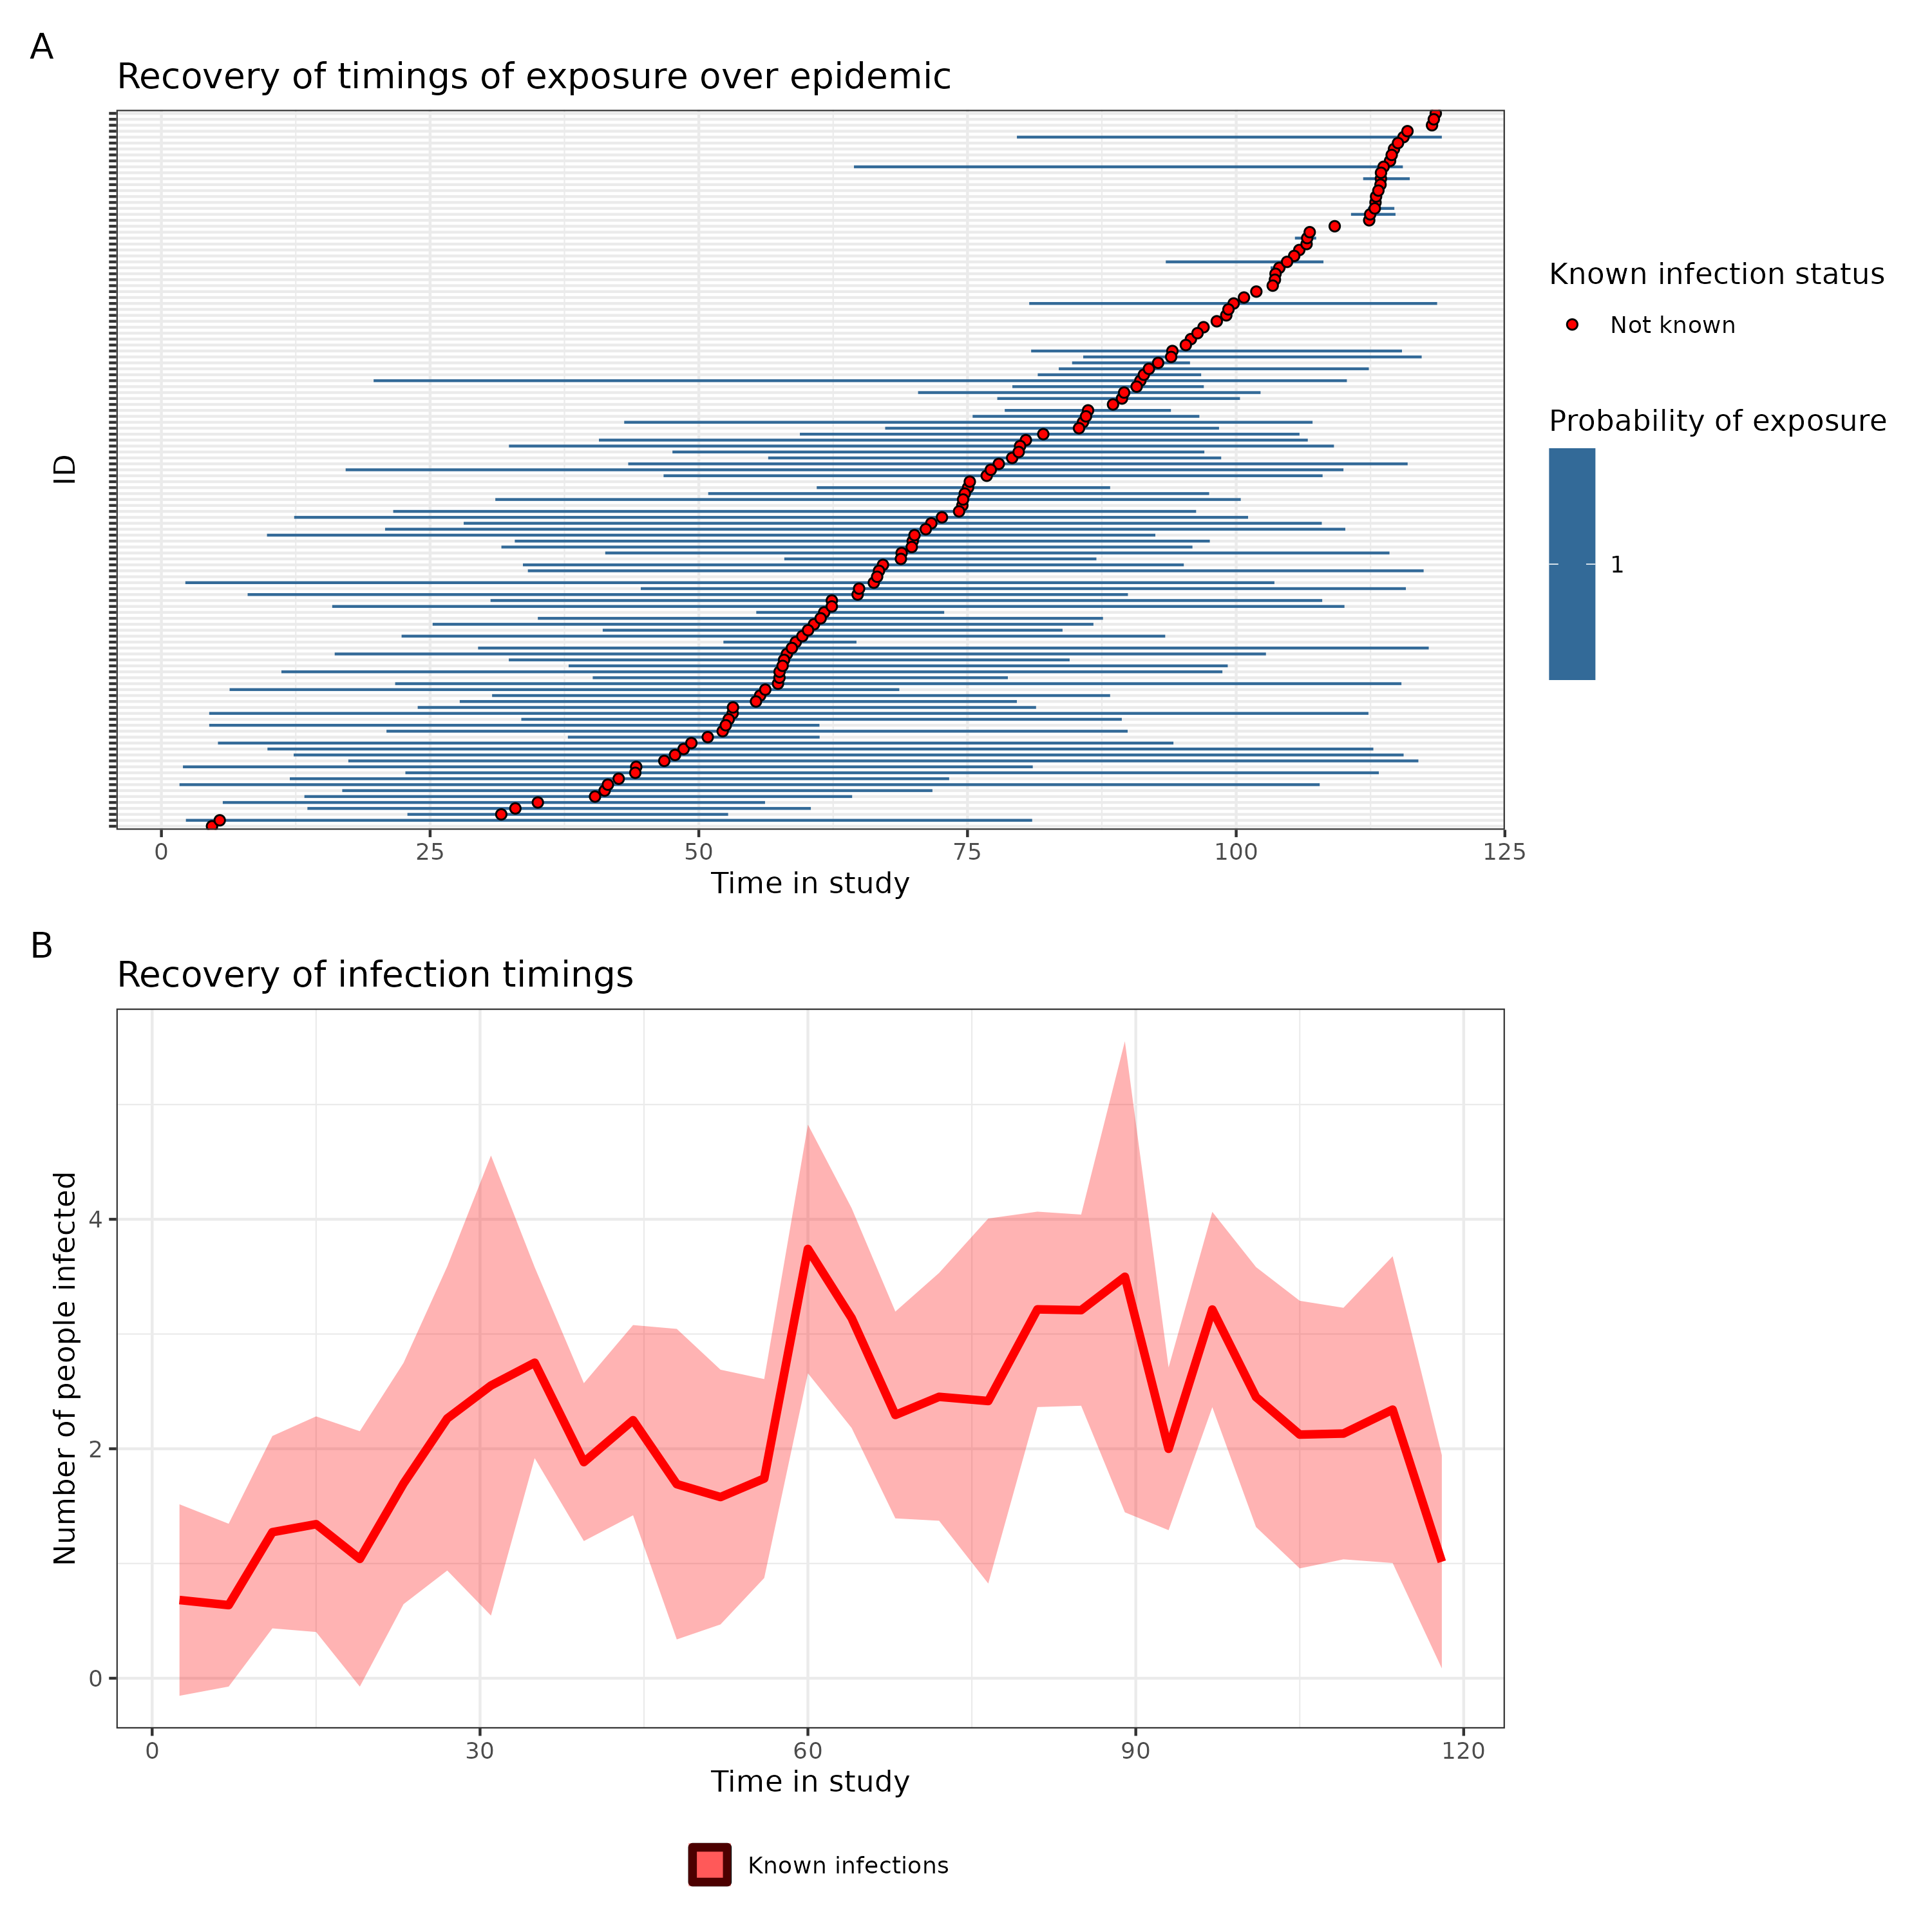 A
Recovery of timings of exposure over epidemic
ID
0 25 50 75 100 125
Time in study
Known infection status
Not known
Probability of exposure
1
B
Recovery of infection timings
Number of people infected
4
2
0
0 30 60 90 120
Time in study
Known infections